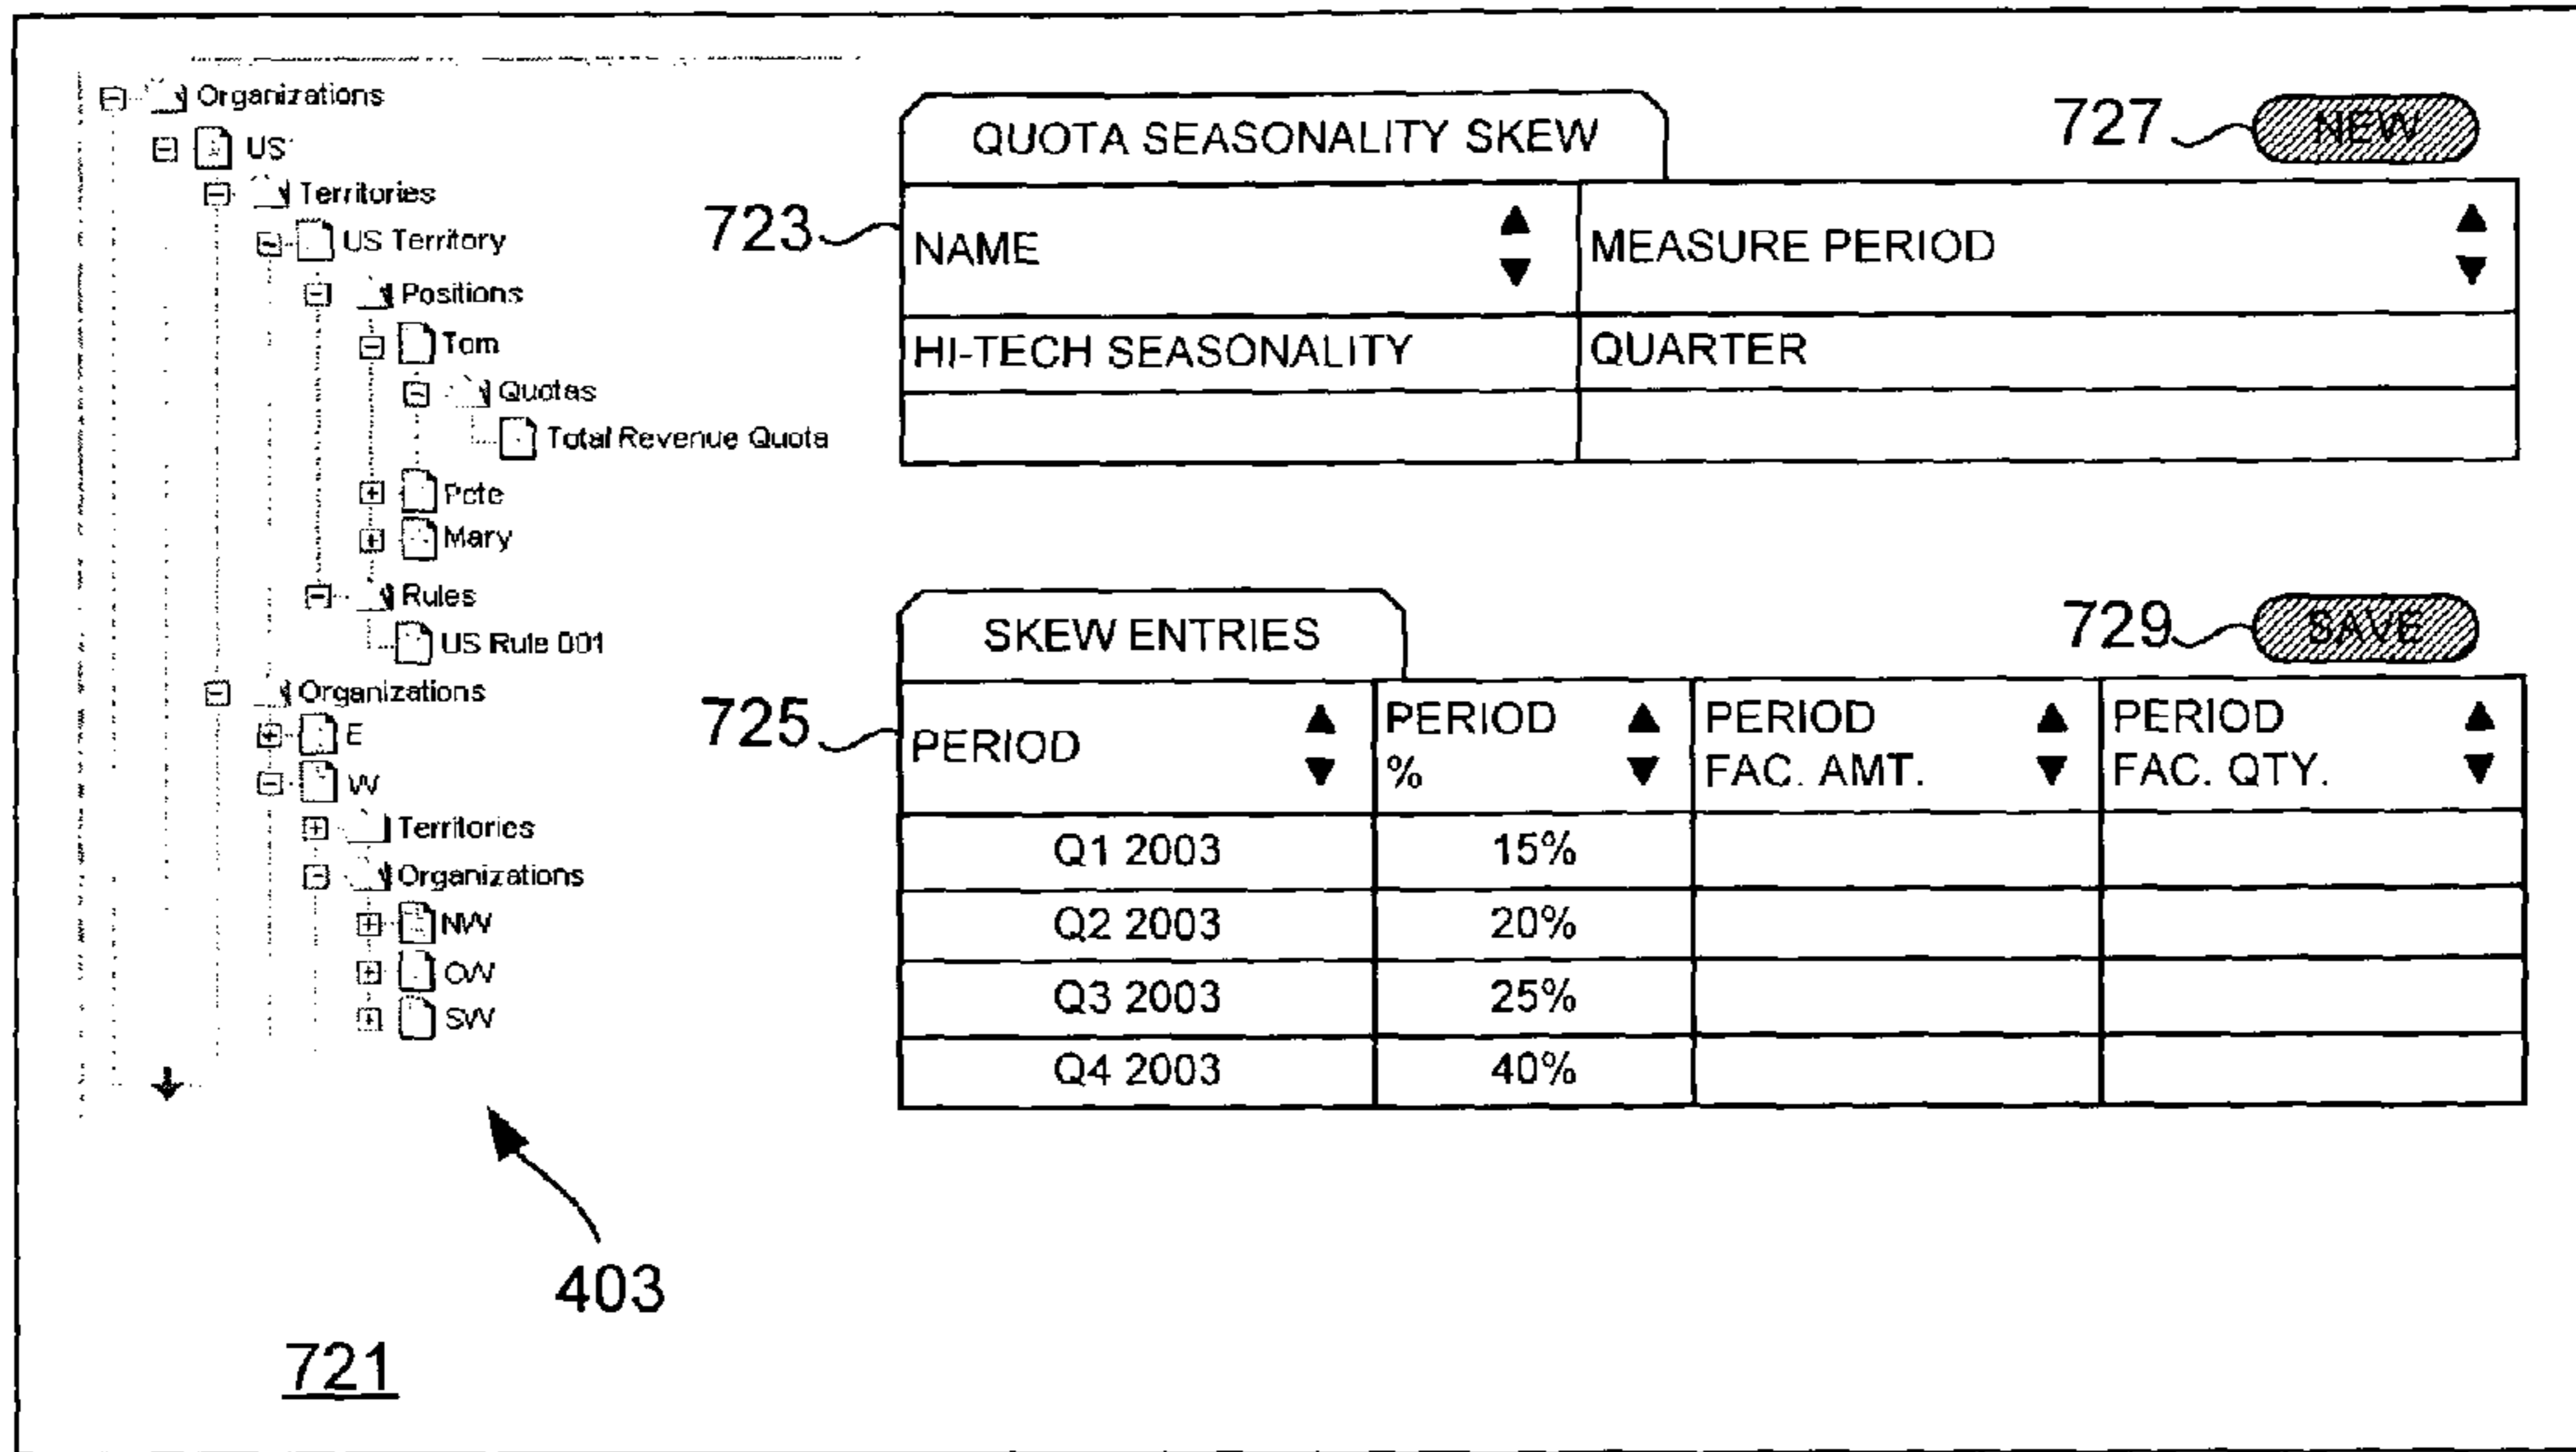 Organizations
US
Territories
US Territory
Positions
Tom
Quotas
Total Revenue Quota
Pete
Mary
Rules
US Rule 001
Organizations
E
W
Territories
Organizations
NW
OW
SW
403
721
QUOTA SEASONALITY SKEW
727 NEW
723
NAME MEASURE PERIOD
HI-TECH SEASONALITY QUARTER
SKEW ENTRIES
729 SAVE
725
PERIOD PERIOD % PERIOD FAC. AMT. PERIOD FAC. QTY.
Q1 2003 15%
Q2 2003 20%
Q3 2003 25%
Q4 2003 40%